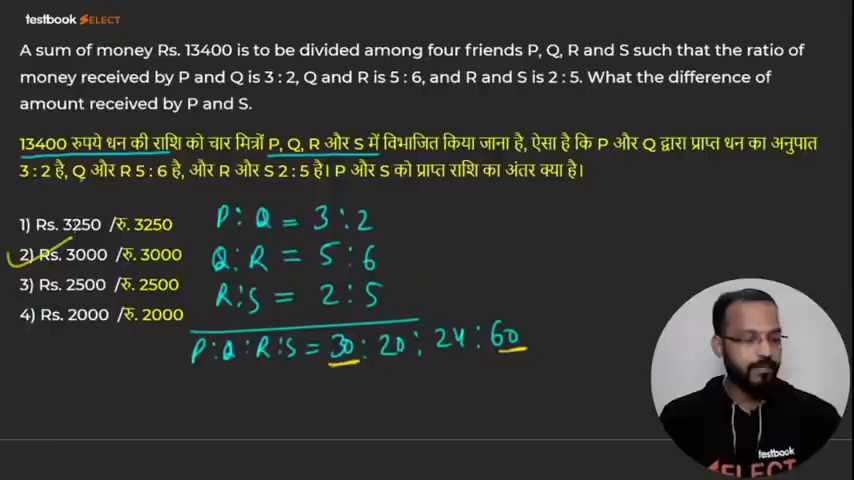 testbook SELECT
A sum of money Rs. 13400 is to be divided among four friends P, Q, R and S such that the ratio of
money received by P and Q is 3 : 2, Q and R is 5 : 6, and R and S is 2 : 5. What the difference of
amount received by P and S.
13400 रुपये धन की राशि को चार मित्रों P, Q, R और S में विभाजित किया जाना है, ऐसा है कि P और Q द्वारा प्राप्त धन का अनुपात
3 : 2 है, Q और R 5 : 6 है, और R और S 2 : 5 है। P और S को प्राप्त राशि का अंतर क्या है।
1) Rs. 3250 /रु. 3250
2) Rs. 3000 /रु. 3000
3) Rs. 2500 /रु. 2500
4) Rs. 2000 /रु. 2000
P : Q = 3 : 2
Q : R = 5 : 6
R : S = 2 : 5
P : Q : R : S = 30 : 20 : 24 : 60
testbook
SELECT